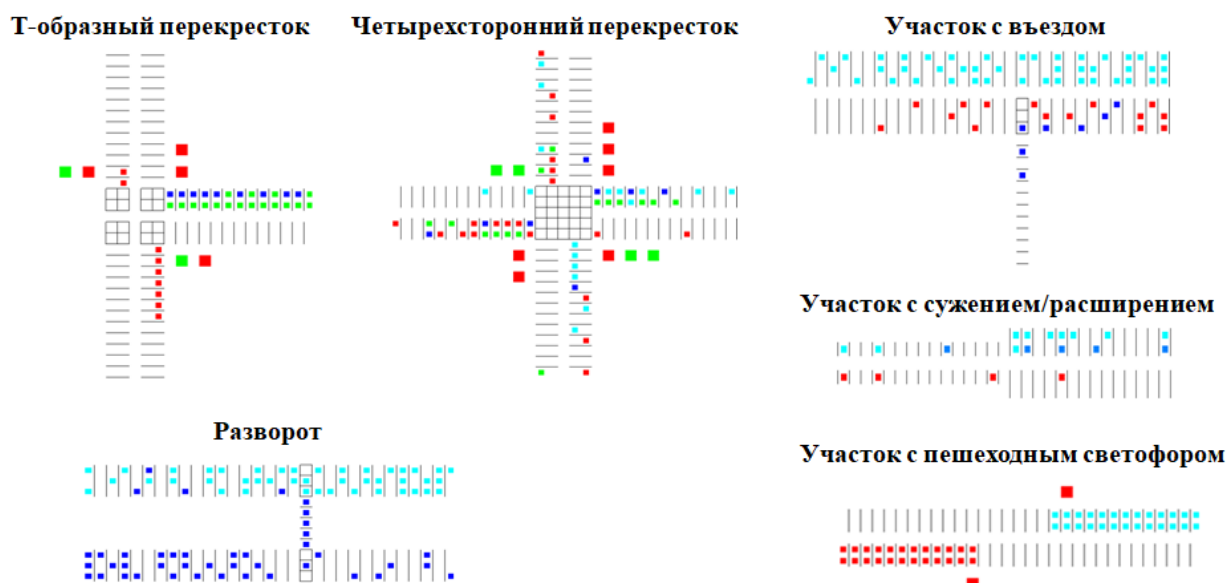 Т-образный перекресток
Четырехсторонний перекресток
Участок с въездом
Участок с сужением/расширением
Разворот
Участок с пешеходным светофором